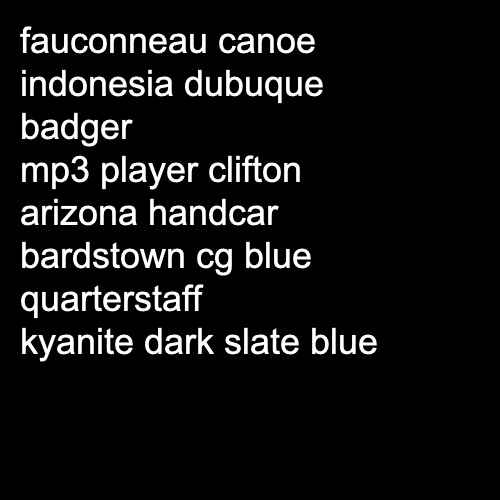 fauconneau canoe
indonesia dubuque
badger
mp3 player clifton
arizona handcar
bardstown cg blue
quarterstaff
kyanite dark slate blue